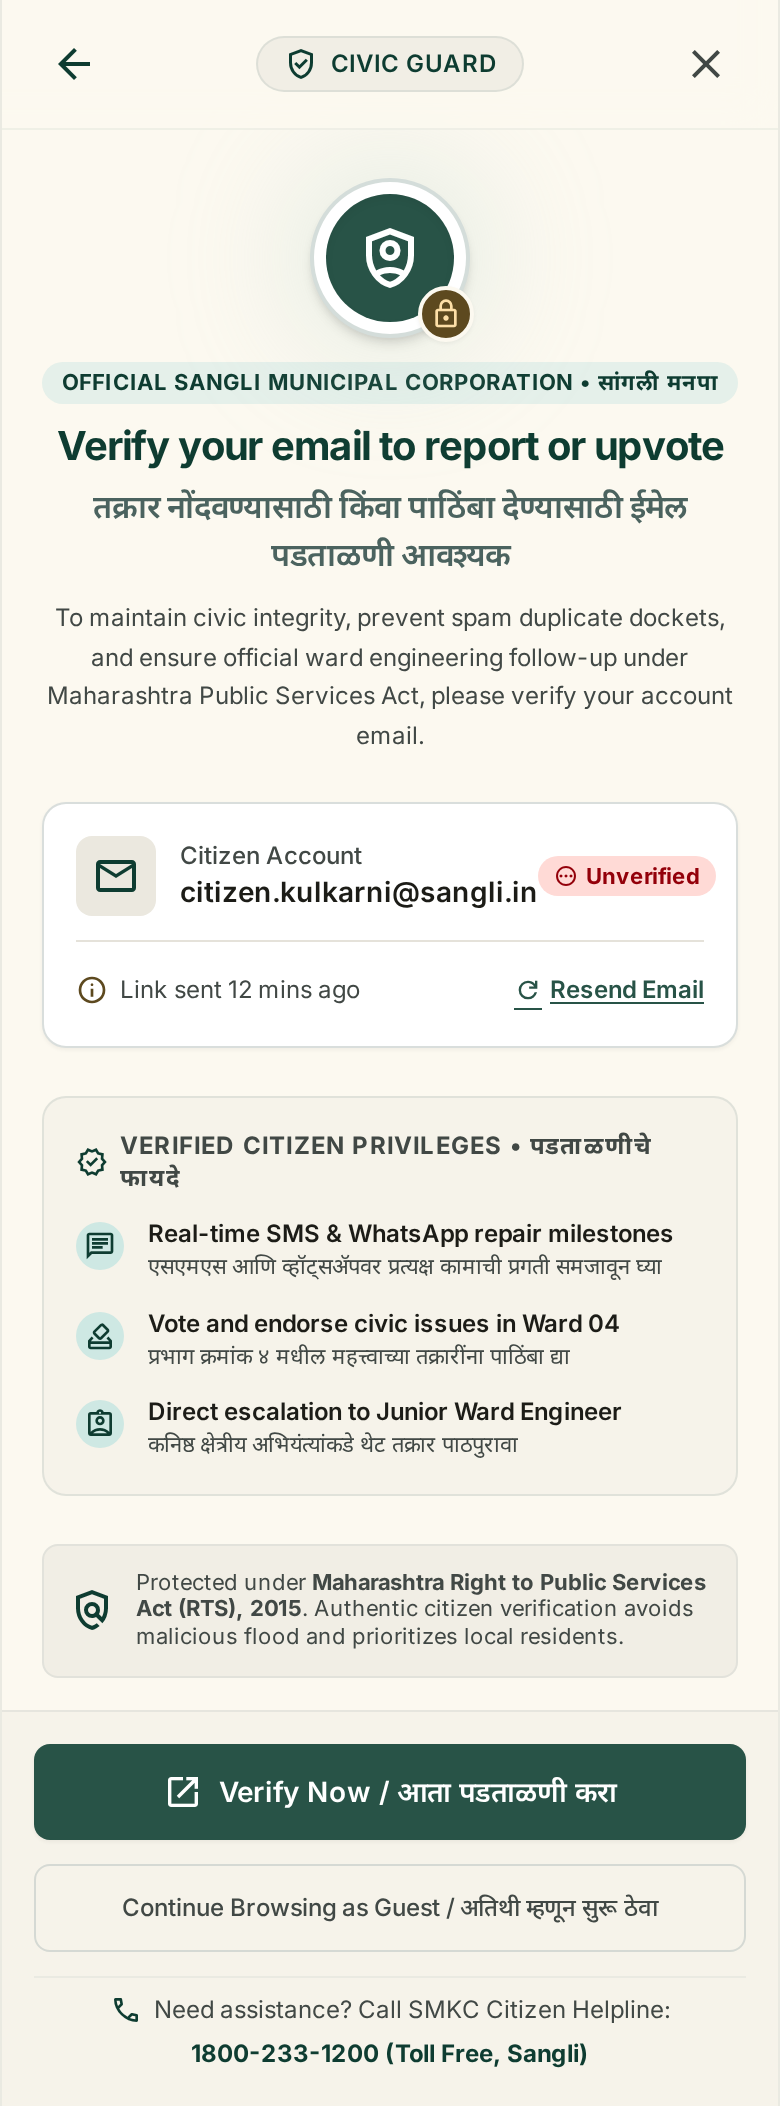 CIVIC GUARD
OFFICIAL SANGLI MUNICIPAL CORPORATION • सांगली मनपा
Verify your email to report or upvote
तक्रार नोंदवण्यासाठी किंवा पाठिंबा देण्यासाठी ईमेल
पडताळणी आवश्यक
To maintain civic integrity, prevent spam duplicate dockets,
and ensure official ward engineering follow-up under
Maharashtra Public Services Act, please verify your account
email.
Citizen Account
citizen.kulkarni@sangli.in
Unverified
Link sent 12 mins ago
Resend Email
VERIFIED CITIZEN PRIVILEGES • पडताळणीचे
फायदे
Real-time SMS & WhatsApp repair milestones
एसएमएस आणि व्हॉट्सॲपवर प्रत्यक्ष कामाची प्रगती समजावून घ्या
Vote and endorse civic issues in Ward 04
प्रभाग क्रमांक ४ मधील महत्त्वाच्या तक्रारींना पाठिंबा द्या
Direct escalation to Junior Ward Engineer
कनिष्ठ क्षेत्रीय अभियंत्यांकडे थेट तक्रार पाठपुरावा
Protected under Maharashtra Right to Public Services
Act (RTS), 2015. Authentic citizen verification avoids
malicious flood and prioritizes local residents.
Verify Now / आता पडताळणी करा
Continue Browsing as Guest / अतिथी म्हणून सुरू ठेवा
Need assistance? Call SMKC Citizen Helpline:
1800-233-1200 (Toll Free, Sangli)